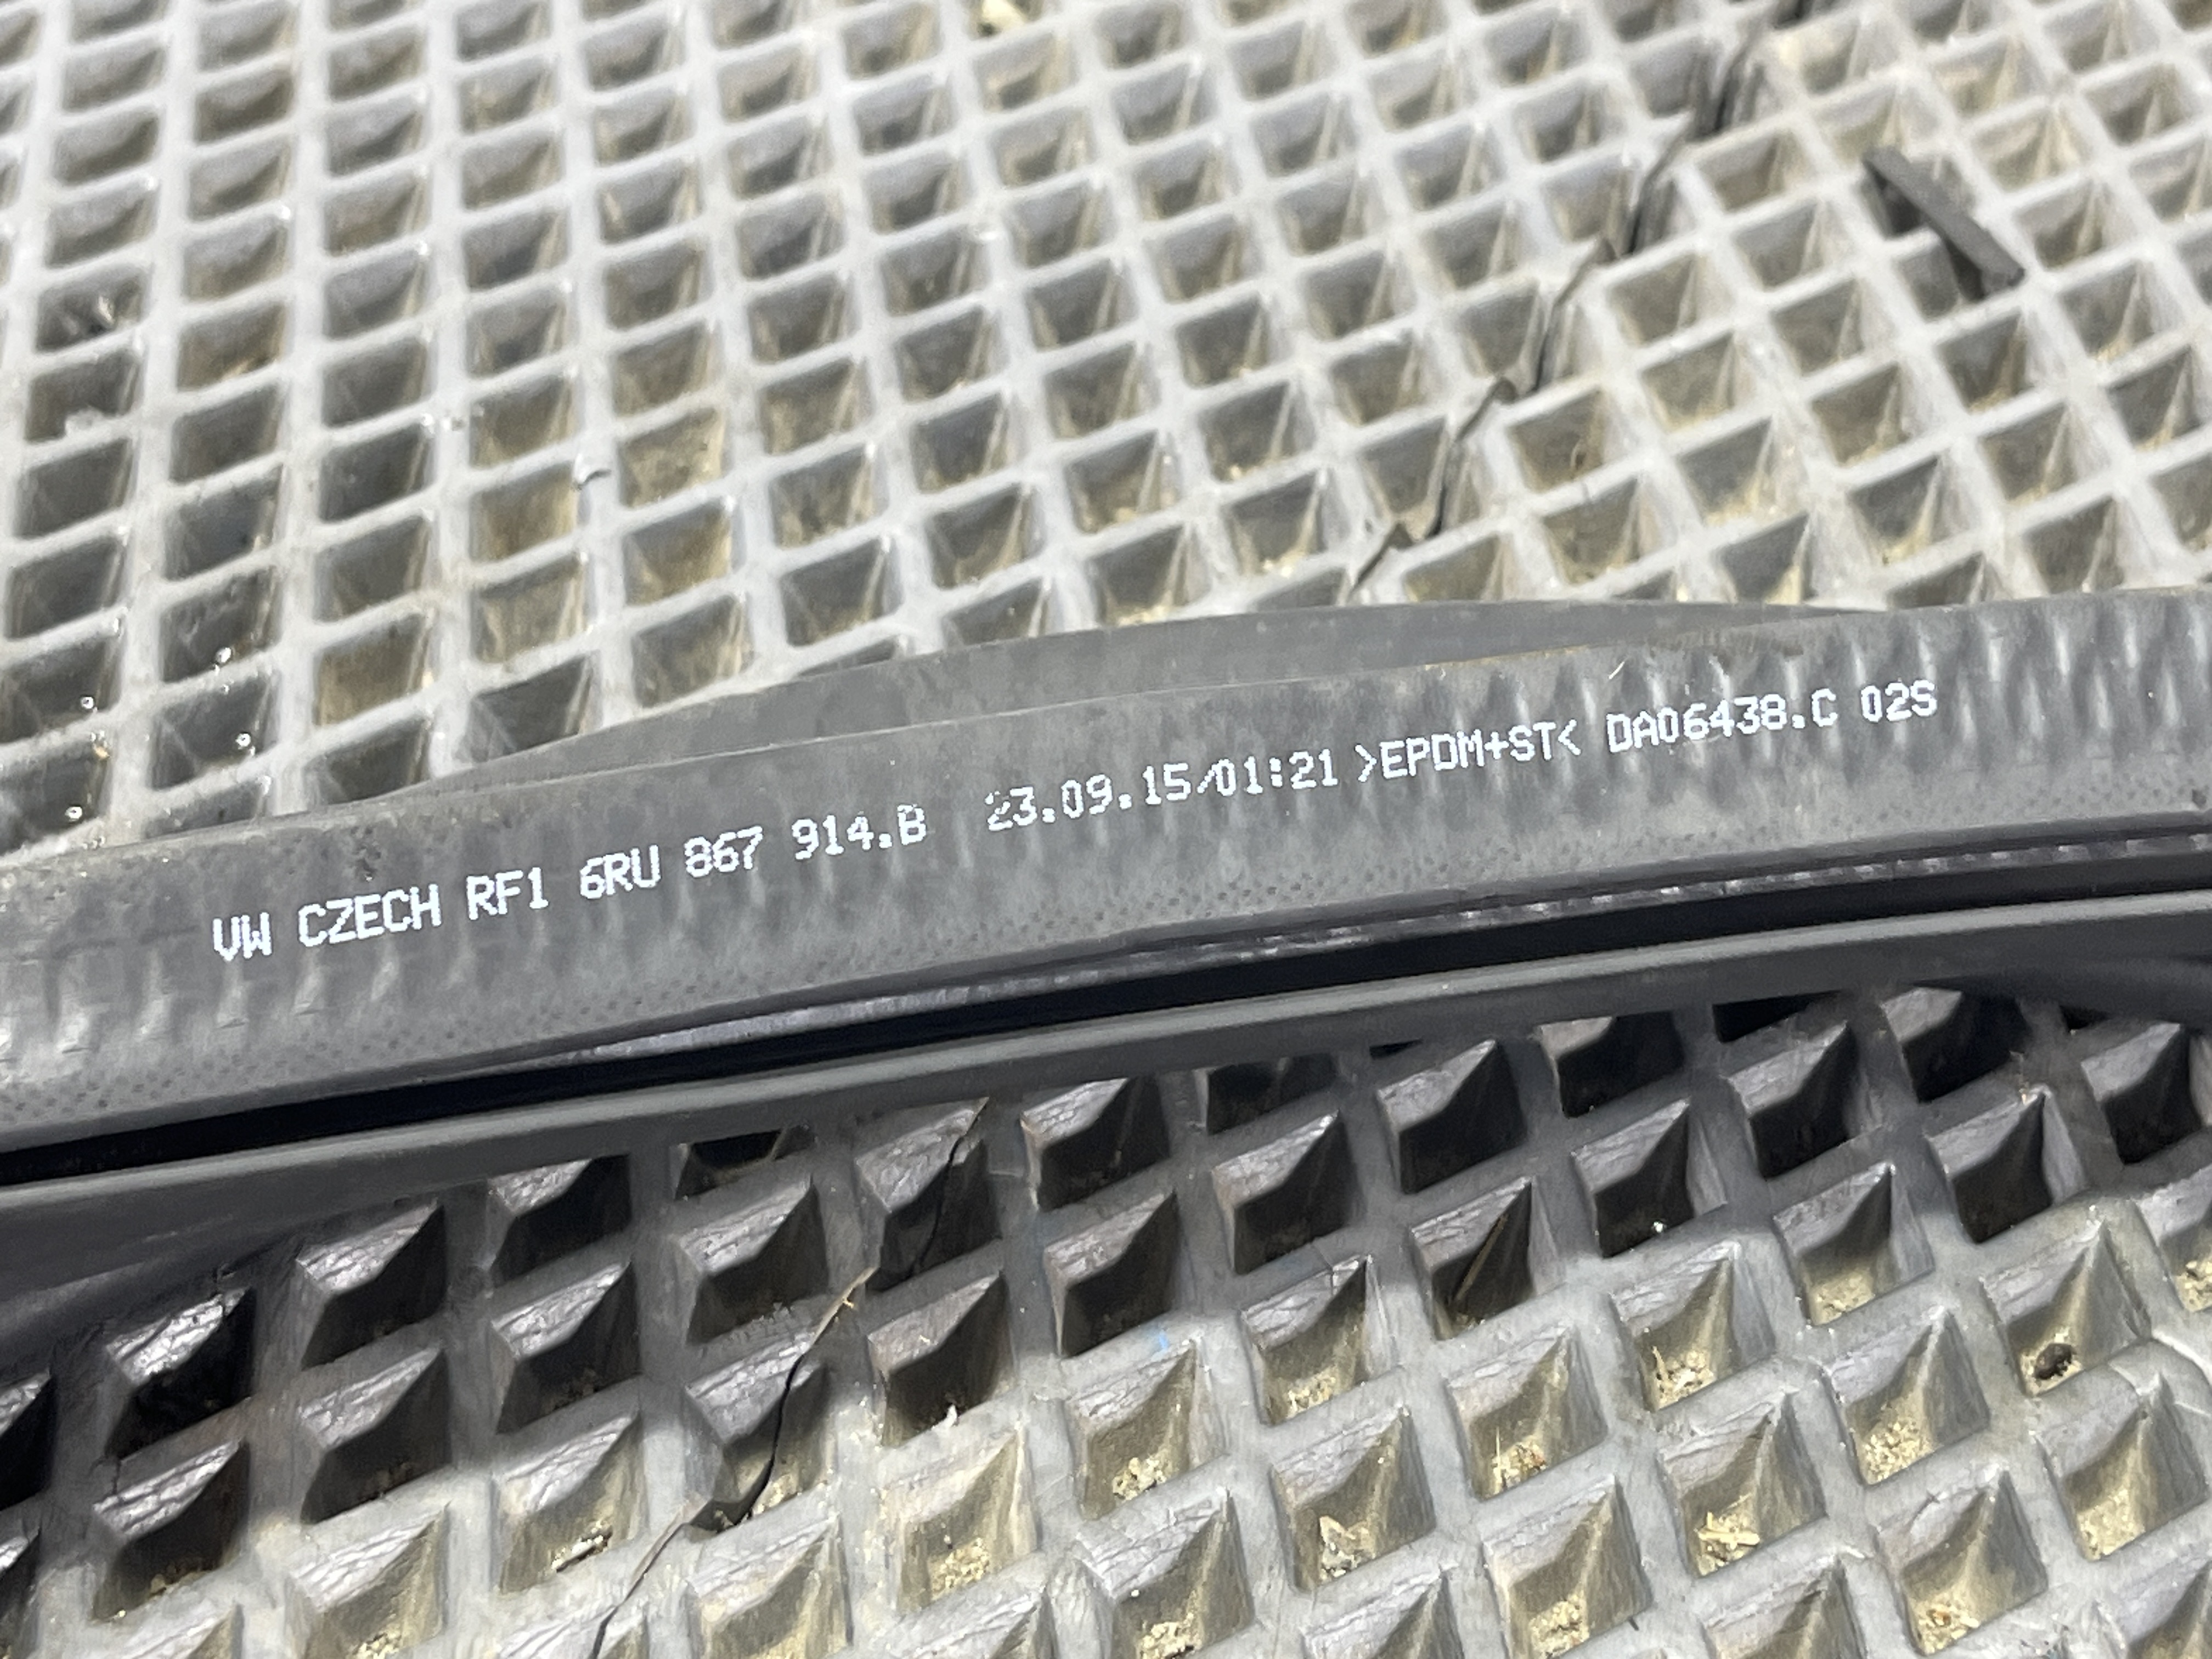 VW CZECH RF1 6RU 867 914.B 23.09.15/01:21 >EPDM+ST< DA06438.C 02S